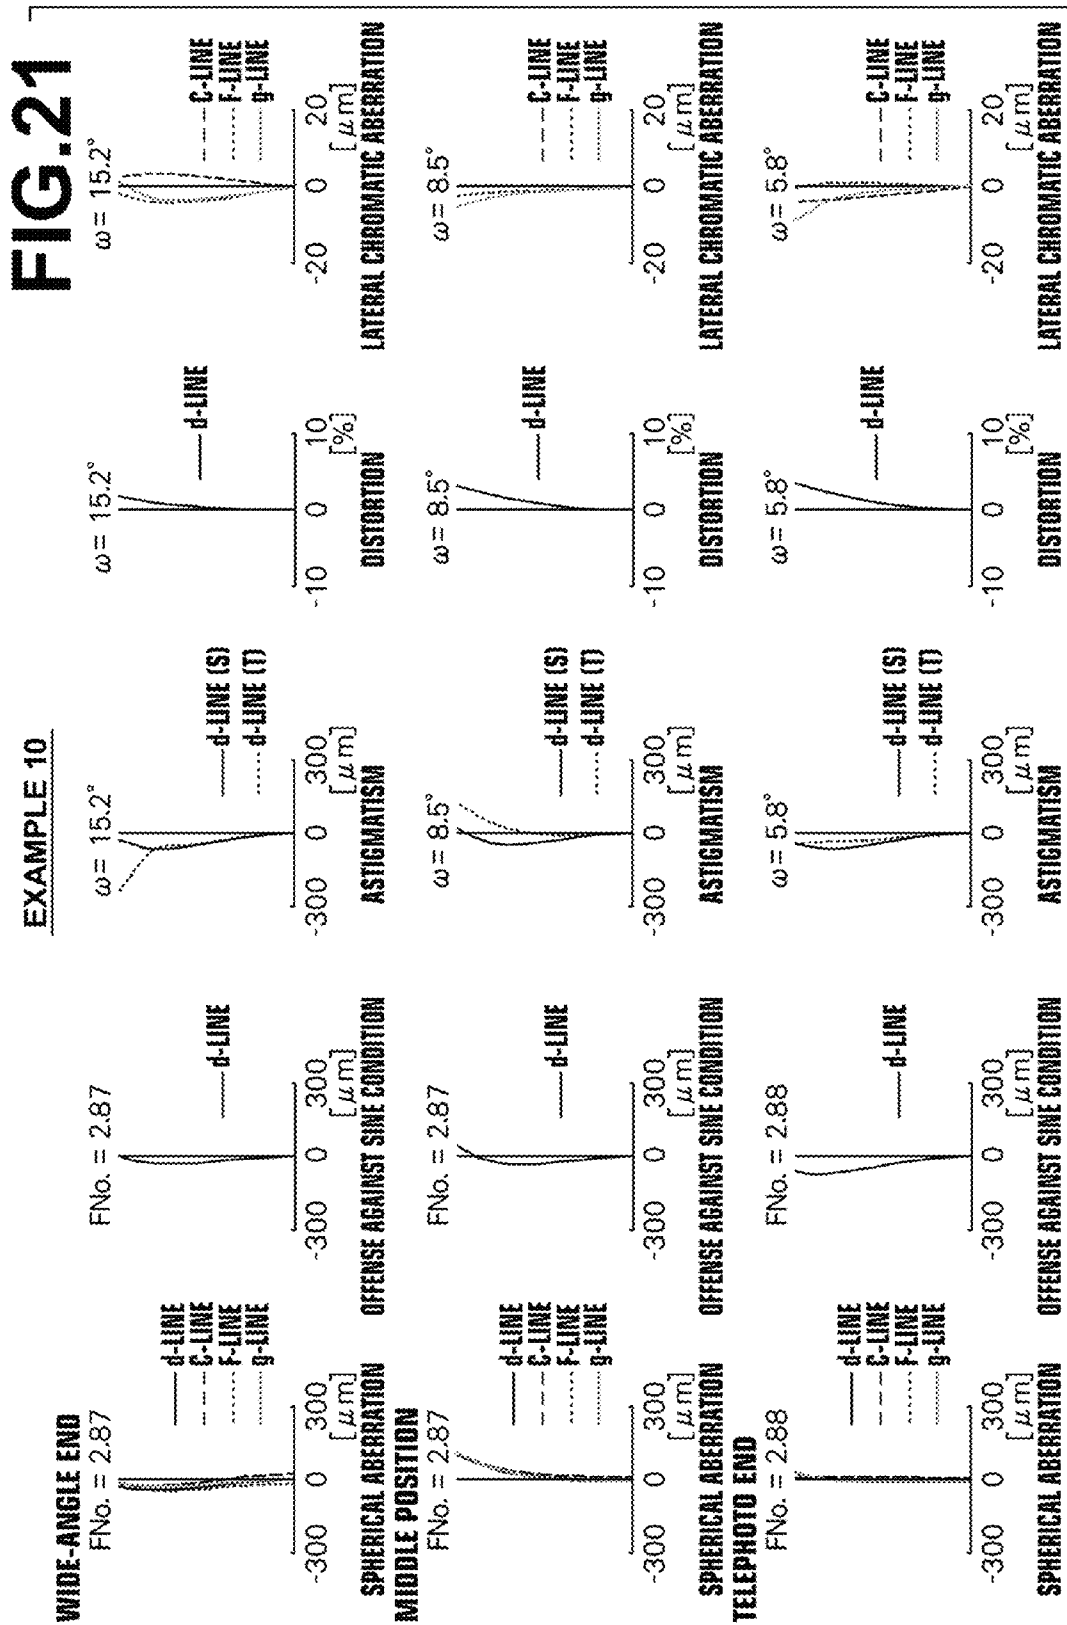 FIG.21
EXAMPLE 10
WIDE-ANGLE END
FNo. = 2.87
d-LINE
C-LINE
F-LINE
g-LINE
-300 0 300
[μm]
SPHERICAL ABERRATION
FNo. = 2.87
d-LINE
-300 0 300
[μm]
OFFENSE AGAINST SINE CONDITION
ω= 15.2°
d-LINE (S)
d-LINE (T)
-300 0 300
[μm]
ASTIGMATISM
ω= 15.2°
d-LINE
-10 0 10
[%]
DISTORTION
ω= 15.2°
C-LINE
F-LINE
g-LINE
-20 0 20
[μm]
LATERAL CHROMATIC ABERRATION
MIDDLE POSITION
FNo. = 2.87
d-LINE
C-LINE
F-LINE
g-LINE
-300 0 300
[μm]
SPHERICAL ABERRATION
FNo. = 2.87
d-LINE
-300 0 300
[μm]
OFFENSE AGAINST SINE CONDITION
ω= 8.5°
d-LINE (S)
d-LINE (T)
-300 0 300
[μm]
ASTIGMATISM
ω= 8.5°
d-LINE
-10 0 10
[%]
DISTORTION
ω= 8.5°
C-LINE
F-LINE
g-LINE
-20 0 20
[μm]
LATERAL CHROMATIC ABERRATION
TELEPHOTO END
FNo. = 2.88
d-LINE
C-LINE
F-LINE
g-LINE
-300 0 300
[μm]
SPHERICAL ABERRATION
FNo. = 2.88
d-LINE
-300 0 300
[μm]
OFFENSE AGAINST SINE CONDITION
ω= 5.8°
d-LINE (S)
d-LINE (T)
-300 0 300
[μm]
ASTIGMATISM
ω= 5.8°
d-LINE
-10 0 10
[%]
DISTORTION
ω= 5.8°
C-LINE
F-LINE
g-LINE
-20 0 20
[μm]
LATERAL CHROMATIC ABERRATION